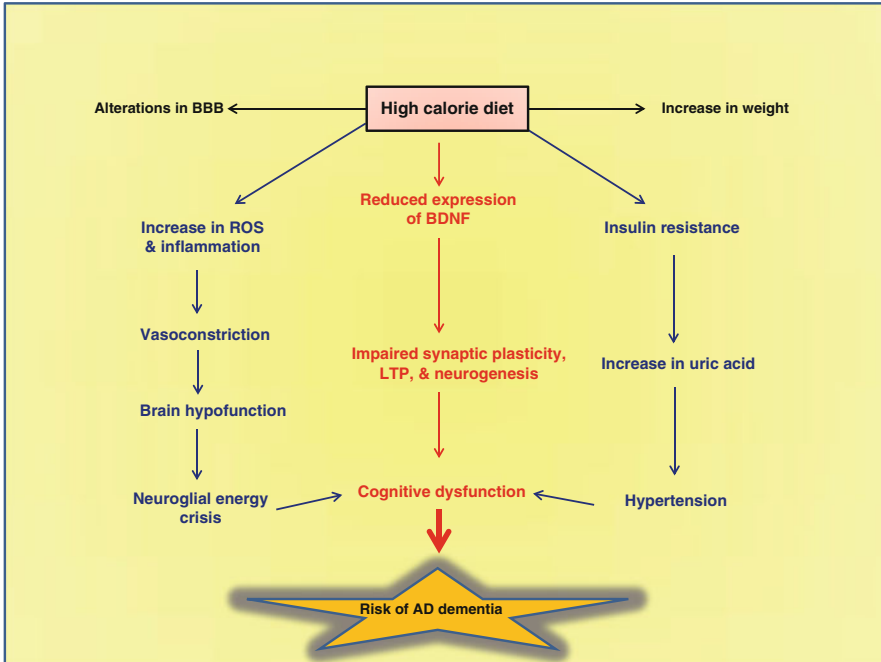 Alterations in BBB
High calorie diet
Increase in weight
Reduced expression
of BDNF
Increase in ROS
& inflammation
Insulin resistance
Vasoconstriction
Impaired synaptic plasticity,
LTP, & neurogenesis
Increase in uric acid
Brain hypofunction
Neuroglial energy
crisis
Cognitive dysfunction
Hypertension
Risk of AD dementia